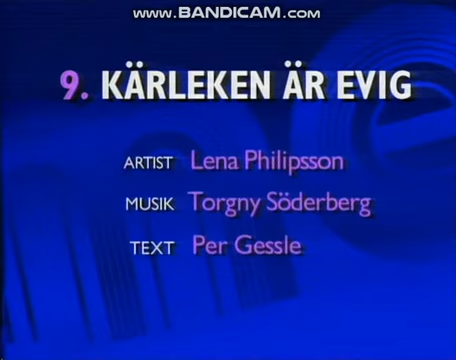 www.BANDICAM.com
9. KÄRLEKEN ÄR EVIG
ARTIST Lena Philipsson
MUSIK Torgny Söderberg
TEXT Per Gessle